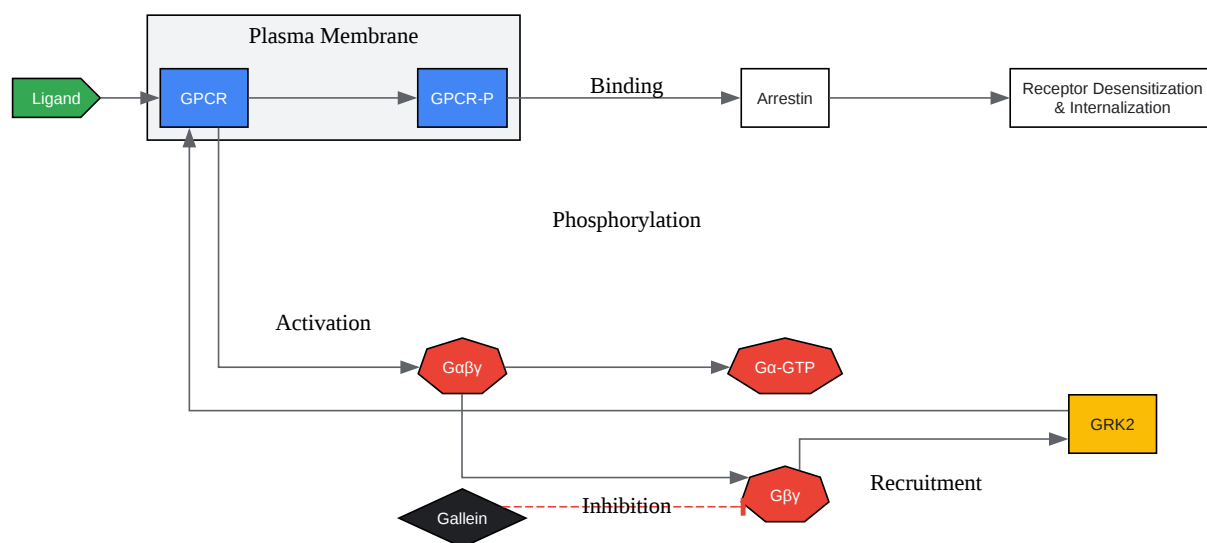 Plasma Membrane
Ligand
GPCR
GPCR-P
Binding
Arrestin
Receptor Desensitization
& Internalization
Phosphorylation
Activation
Gαβγ
Gα-GTP
GRK2
Recruitment
Gβγ
Inhibition
Gallein